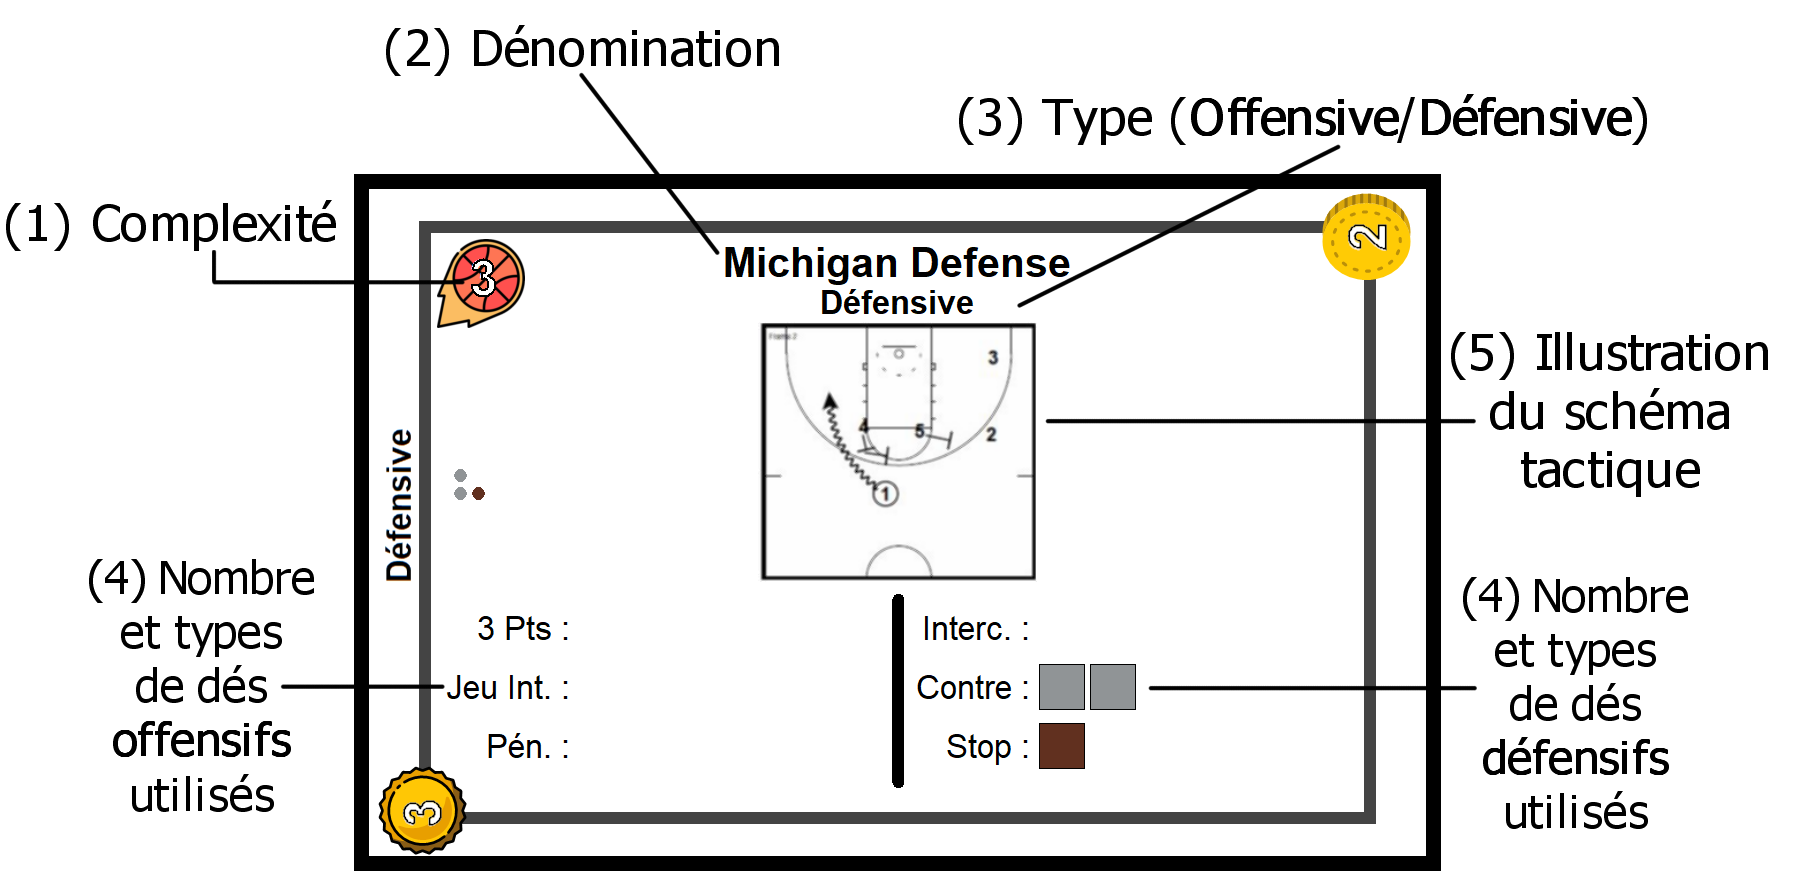 (2) Dénomination
(3) Type (Offensive/Défensive)
(1) Complexité
3
2
Michigan Defense
Défensive
3
4
5
2
1
(5) Illustration
du schéma
tactique
Défensive
(4) Nombre
et types
de dés
offensifs
utilisés
3 Pts :
Jeu Int. :
Pén. :
Interc. :
Contre :
Stop :
(4) Nombre
et types
de dés
défensifs
utilisés
3